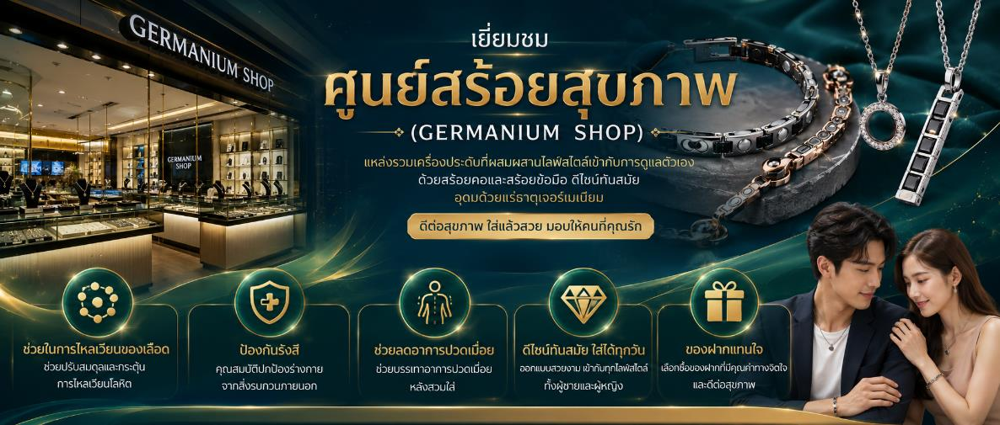 GERMANIUM SHOP
GERMANIUM
SHOP
เยี่ยมชม
ศูนย์สร้อยสุขภาพ
(GERMANIUM SHOP)
แหล่งรวมเครื่องประดับที่ผสมผสานไลฟ์สไตล์เข้ากับการดูแลตัวเอง
ด้วยสร้อยคอและสร้อยข้อมือ ดีไซน์ทันสมัย
อุดมด้วยแร่ธาตุเจอร์เมเนียม
ดีต่อสุขภาพ ใส่แล้วสวย มอบให้คนที่คุณรัก
ช่วยในการไหลเวียนของเลือด
ช่วยปรับสมดุลและกระตุ้น
การไหลเวียนโลหิต
ป้องกันรังสี
คุณสมบัติปกป้องร่างกาย
จากสิ่งรบกวนภายนอก
ช่วยลดอาการปวดเมื่อย
ช่วยบรรเทาอาการปวดเมื่อย
หลังสวมใส่
ดีไซน์ทันสมัย ใส่ได้ทุกวัน
ออกแบบสวยงาม เข้ากับทุกไลฟ์สไตล์
ทั้งผู้ชายและผู้หญิง
ของฝากแทนใจ
เลือกซื้อของฝากที่มีคุณค่าทางจิตใจ
และดีต่อสุขภาพ